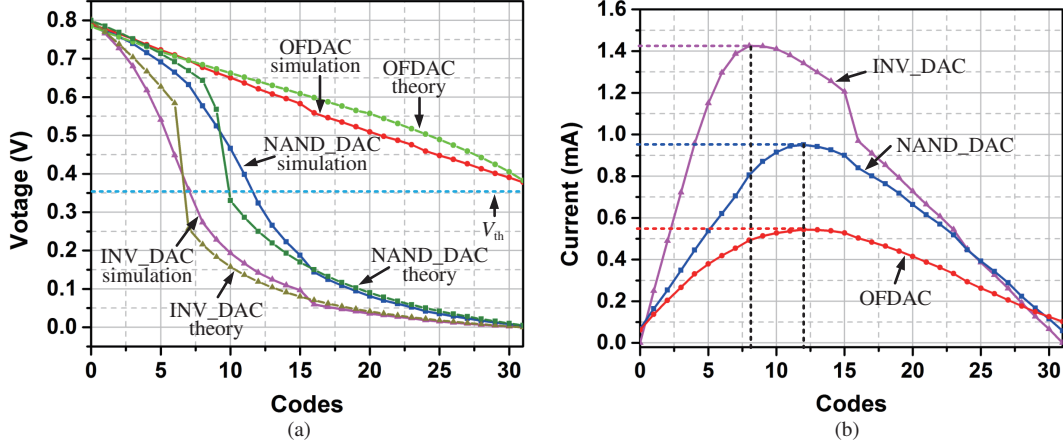 0.8
0.7
0.6
0.5
0.4
0.3
0.2
0.1
0.0
Votage (V)
OFDAC
simulation
OFDAC
theory
NAND_DAC
simulation
Vth
INV_DAC
simulation
INV_DAC
theory
NAND_DAC
theory
0 5 10 15 20 25 30
Codes
(a)
1.6
1.4
1.2
1.0
0.8
0.6
0.4
0.2
0.0
Current (mA)
INV_DAC
NAND_DAC
OFDAC
0 5 10 15 20 25 30
Codes
(b)